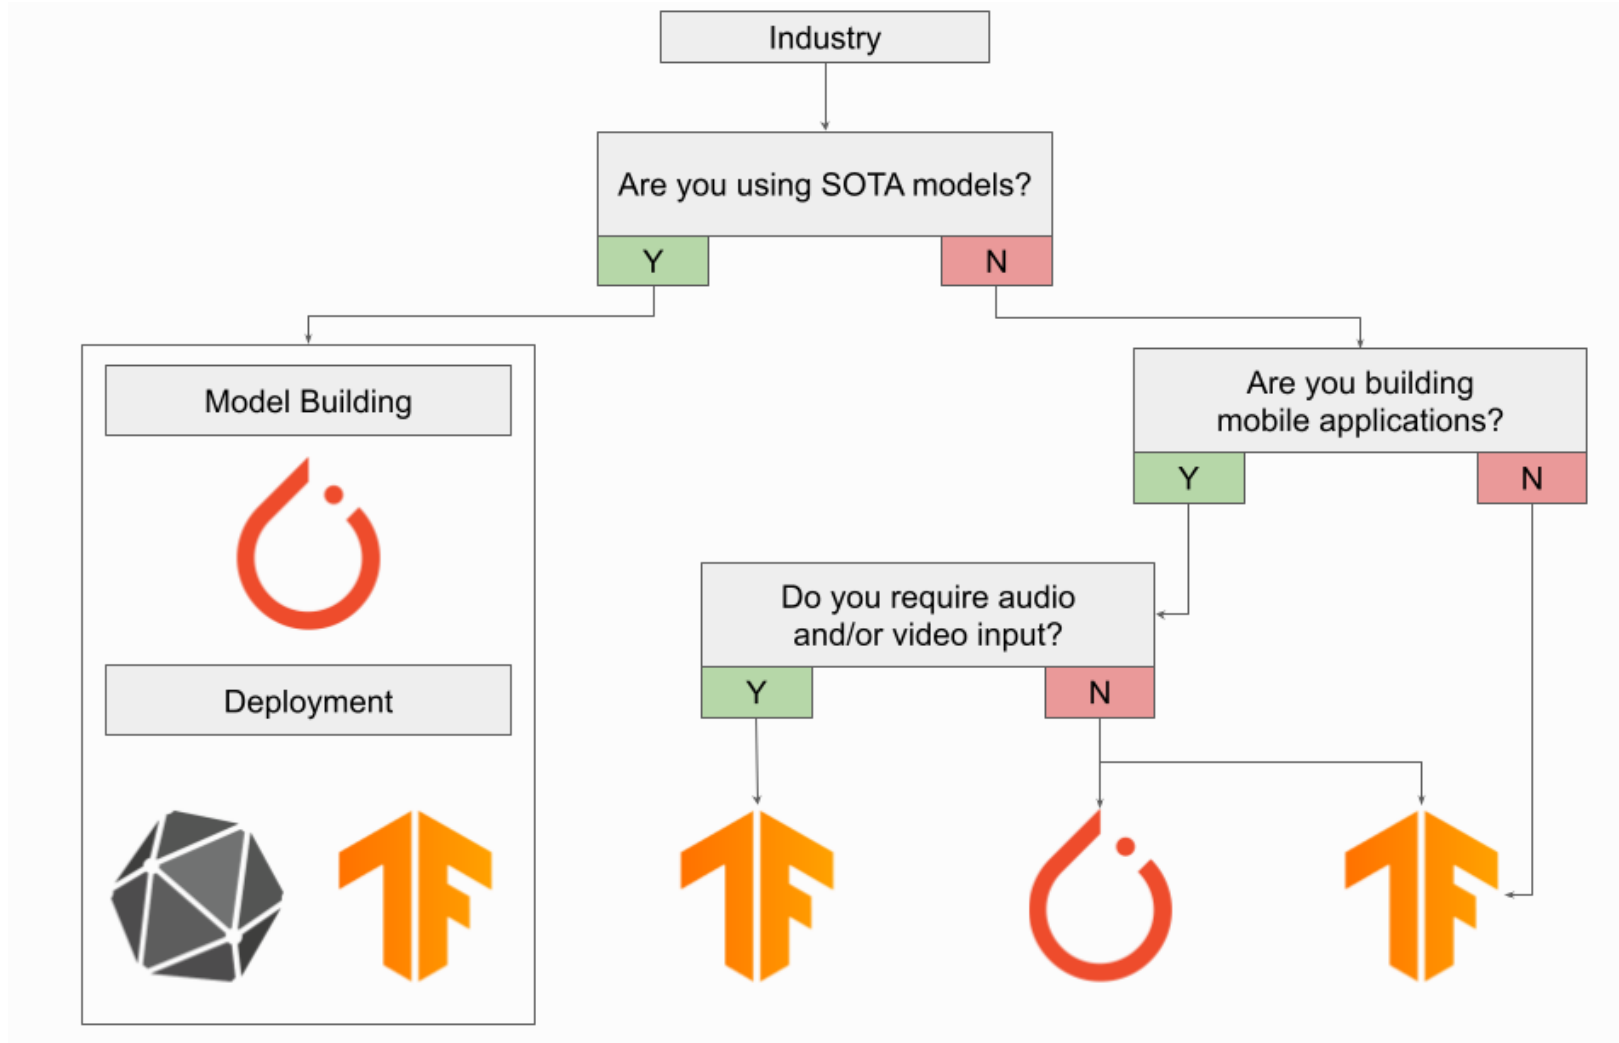 Industry
Are you using SOTA models?
Y
N
Model Building
Deployment
Are you building
mobile applications?
Y
N
Do you require audio
and/or video input?
Y
N